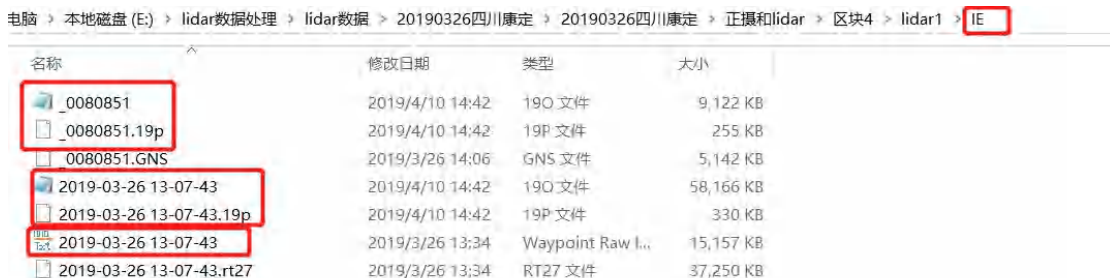 电脑 > 本地磁盘 (E:) > lidar数据处理 > lidar数据 > 20190326四川康定 > 20190326四川康定 > 正摄和lidar > 区块4 > lidar1 > IE
名称 修改日期 类型 大小
_0080851 2019/4/10 14:42 19O 文件 9,122 KB
_0080851.19p 2019/4/10 14:42 19P 文件 255 KB
_0080851.GNS 2019/3/26 14:06 GNS 文件 5,142 KB
2019-03-26 13-07-43 2019/4/10 14:42 19O 文件 58,166 KB
2019-03-26 13-07-43.19p 2019/4/10 14:42 19P 文件 330 KB
2019-03-26 13-07-43 2019/3/26 13:34 Waypoint Raw I... 15,157 KB
2019-03-26 13-07-43.rt27 2019/3/26 13:34 RT27 文件 37,250 KB